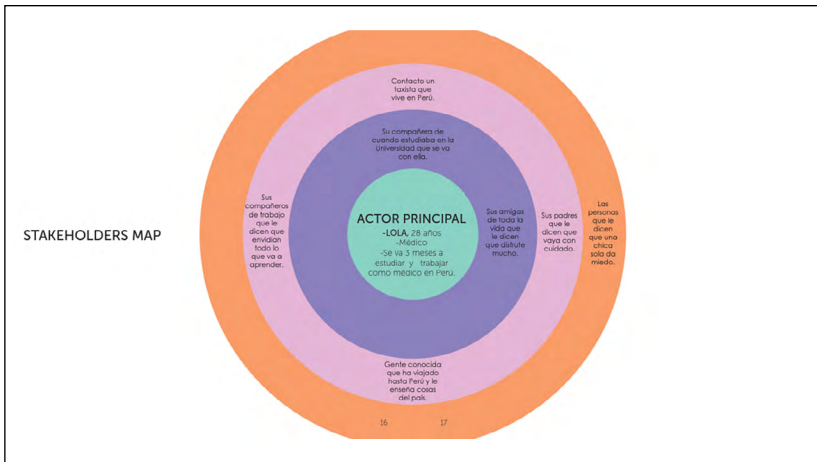 Contacto un
taxista que
vive en Perú.
Su compañera de
cuando estudiaba en la
Universidad que se va
con ella.
STAKEHOLDERS MAP
Sus
compañeros
de trabajo que
le dicen que
envidian
todo lo
que va a
aprender.
ACTOR PRINCIPAL
-LOLA, 28 años
-Médico
-Se va 3 meses a
estudiar y trabajar
como médico en Perú.
Sus amigas
de toda la
vida que
le dicen
que disfrute
mucho.
Sus padres
que le
dicen que
vaya con
cuidado.
Las
personas
que le
dicen
que una
chica
sola da
miedo.
Gente conocida
que ha viajado
hasta Perú y le
enseña cosas
del país.
16 17